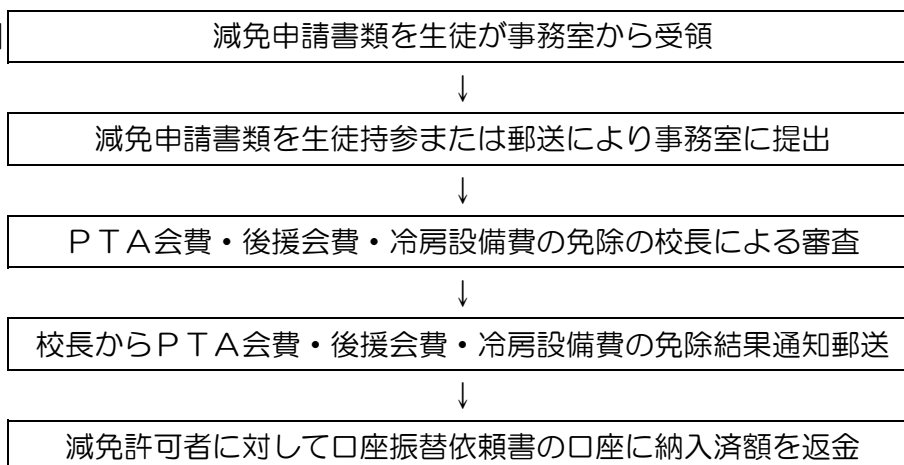 減免申請書類を生徒が事務室から受領
↓
減免申請書類を生徒持参または郵送により事務室に提出
↓
ＰＴＡ会費・後援会費・冷房設備費の免除の校長による審査
↓
校長からＰＴＡ会費・後援会費・冷房設備費の免除結果通知郵送
↓
減免許可者に対して口座振替依頼書の口座に納入済額を返金